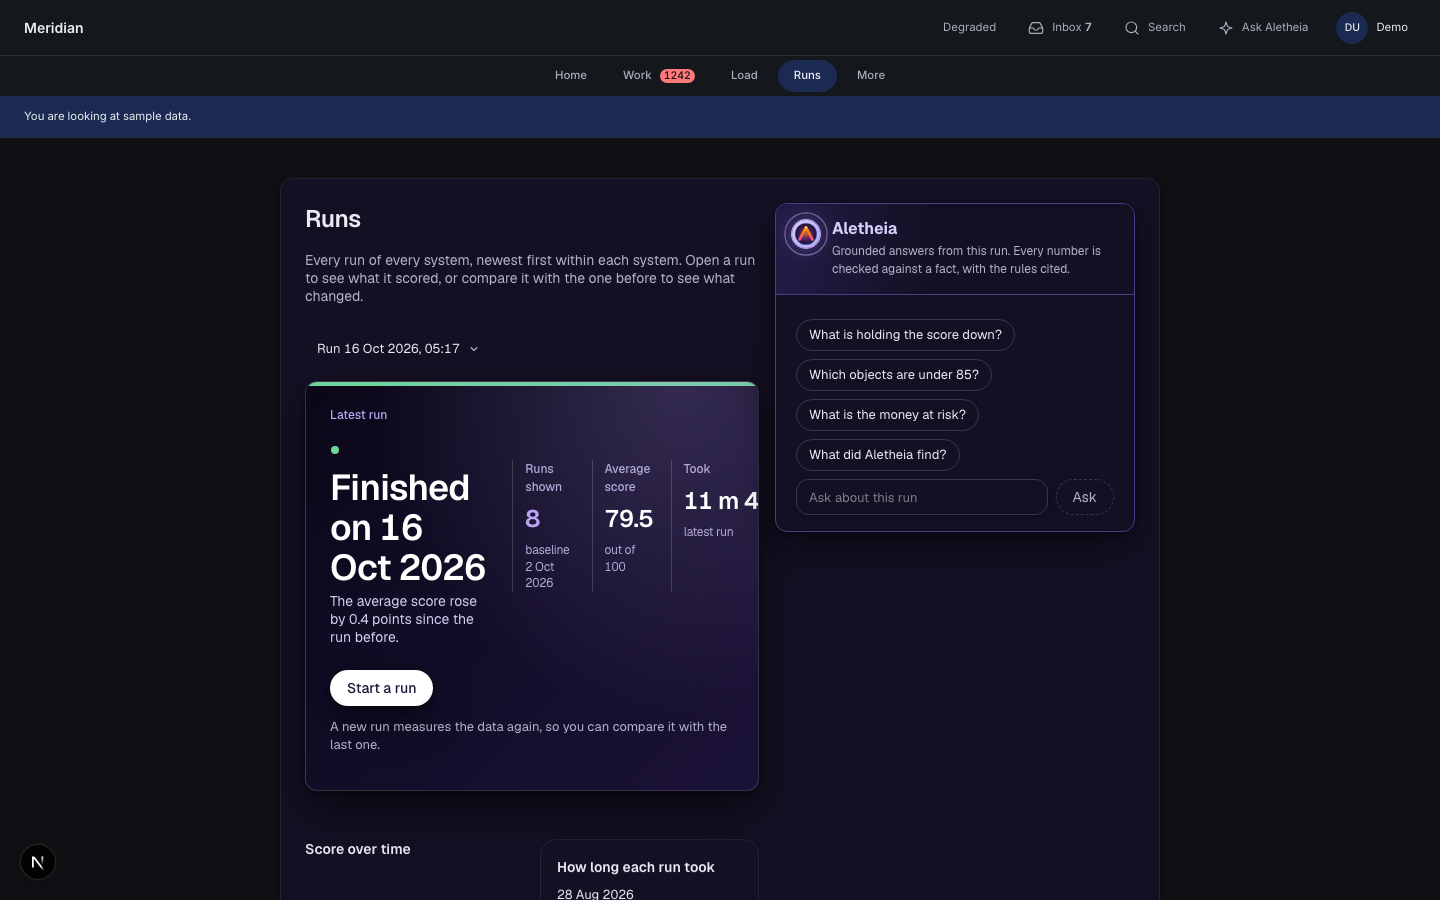 Meridian
Degraded
Inbox 7
Search
Ask Aletheia
DU
Demo
Home
Work 1242
Load
Runs
More
You are looking at sample data.
Runs
Every run of every system, newest first within each system. Open a run
to see what it scored, or compare it with the one before to see what
changed.
Run 16 Oct 2026, 05:17
Latest run
Finished
on 16
Oct 2026
The average score rose
by 0.4 points since the
run before.
Runs
shown
8
baseline
2 Oct
2026
Average
score
79.5
out of
100
Took
11 m 4
latest run
Start a run
A new run measures the data again, so you can compare it with the
last one.
Aletheia
Grounded answers from this run. Every number is
checked against a fact, with the rules cited.
What is holding the score down?
Which objects are under 85?
What is the money at risk?
What did Aletheia find?
Ask about this run
Ask
Score over time
How long each run took
28 Aug 2026
N